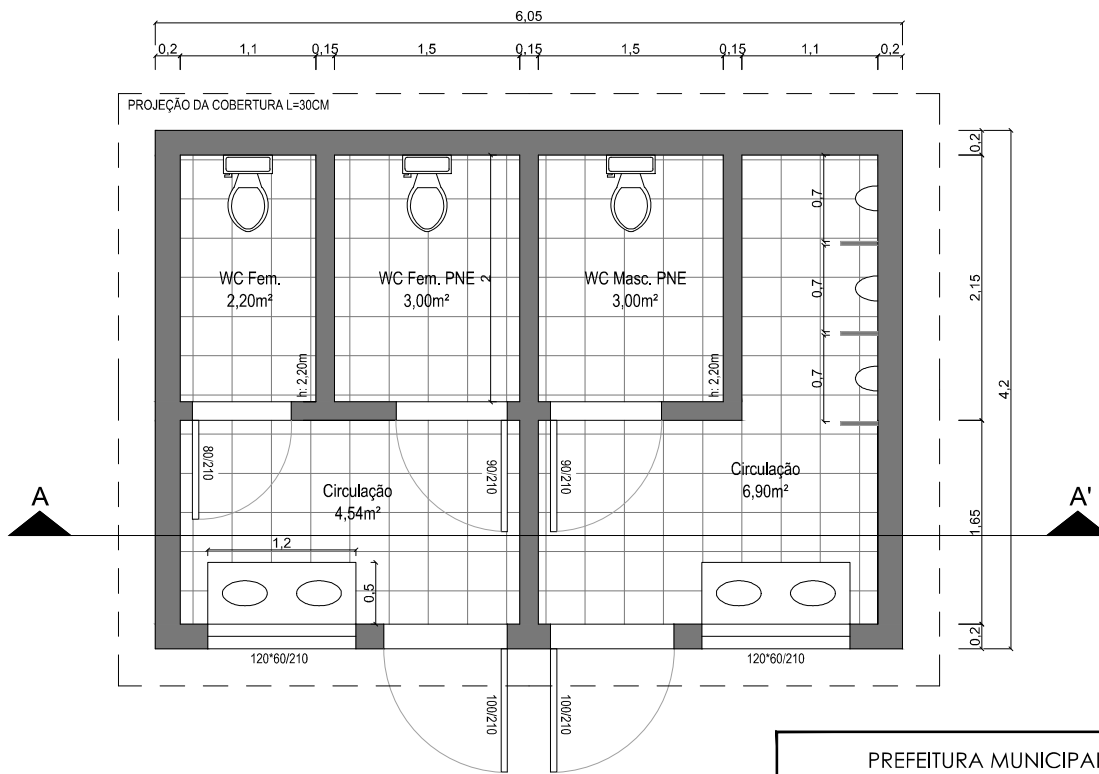 6,05
0,2 1,1 0,15 1,5 0,15 1,5 0,15 1,1 0,2
PROJEÇÃO DA COBERTURA L=30CM
0,2
2,15
4,2
1,65
0,2
0,7
0,7
0,7
WC Fem.
2,20m²
h: 2,20m
WC Fem. PNE
3,00m²
2
WC Masc. PNE
3,00m²
h: 2,20m
80/210
90/210
90/210
Circulação
4,54m²
Circulação
6,90m²
A
A'
1,2
0,5
120*60/210
120*60/210
100/210
100/210
PREFEITURA MUNICIPAL